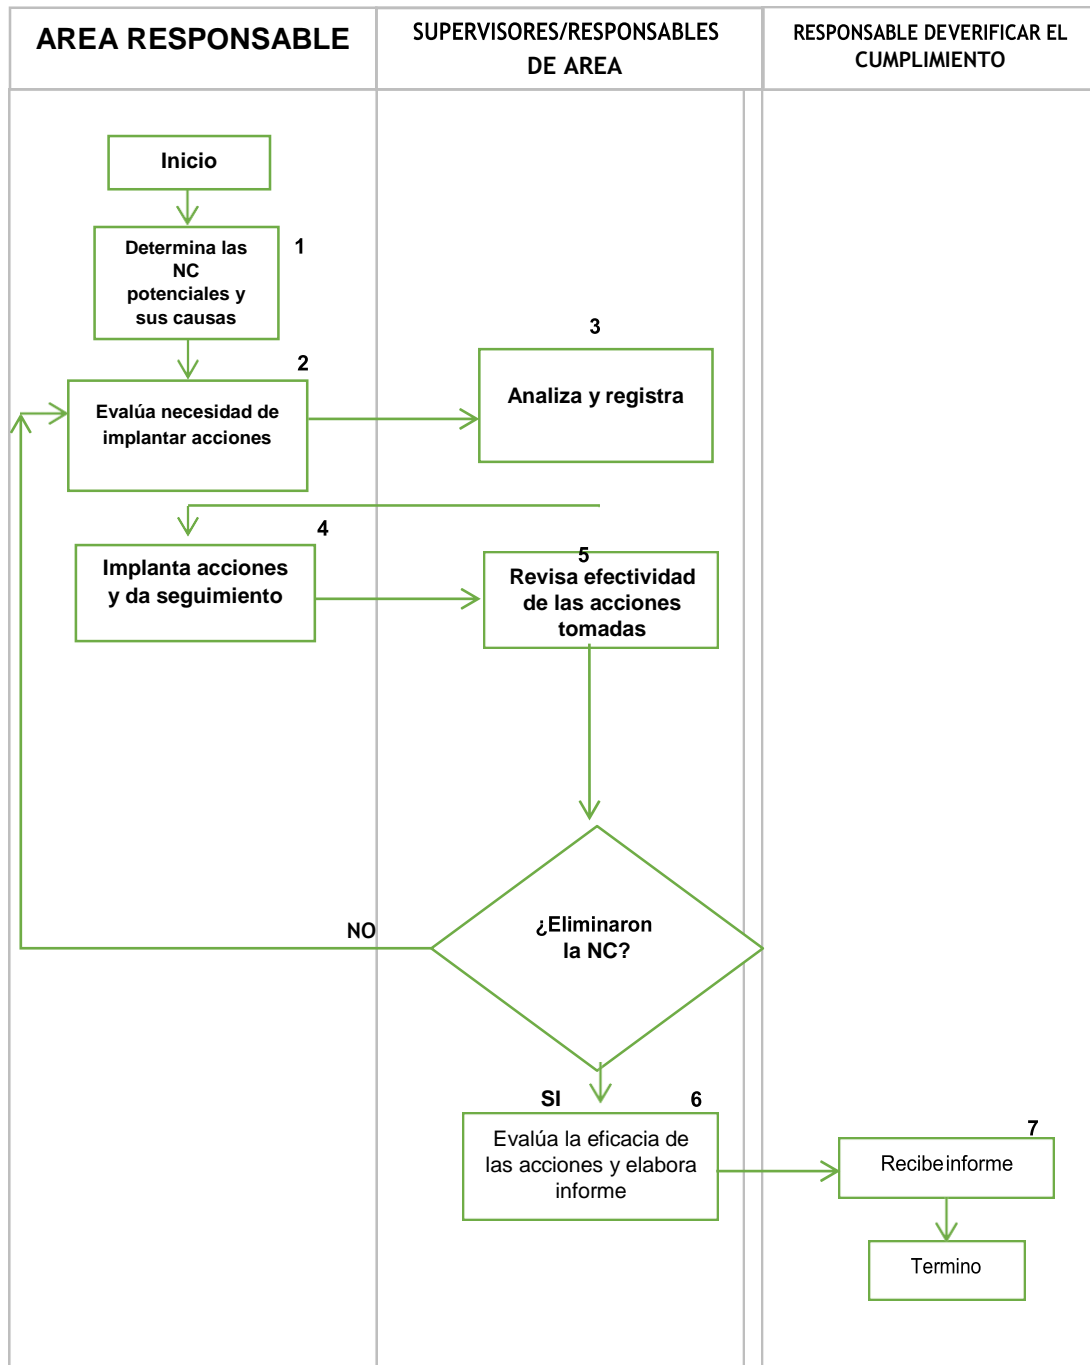 AREA RESPONSABLE
SUPERVISORES/RESPONSABLES
DE AREA
RESPONSABLE DEVERIFICAR EL
CUMPLIMIENTO
Inicio
1
Determina las
NC
potenciales y
sus causas
2
Evalúa necesidad de
implantar acciones
3
Analiza y registra
4
Implanta acciones
y da seguimiento
5
Revisa efectividad
de las acciones
tomadas
¿Eliminaron
la NC?
NO
SI
6
Evalúa la eficacia de
las acciones y elabora
informe
7
Recibeinforme
Termino